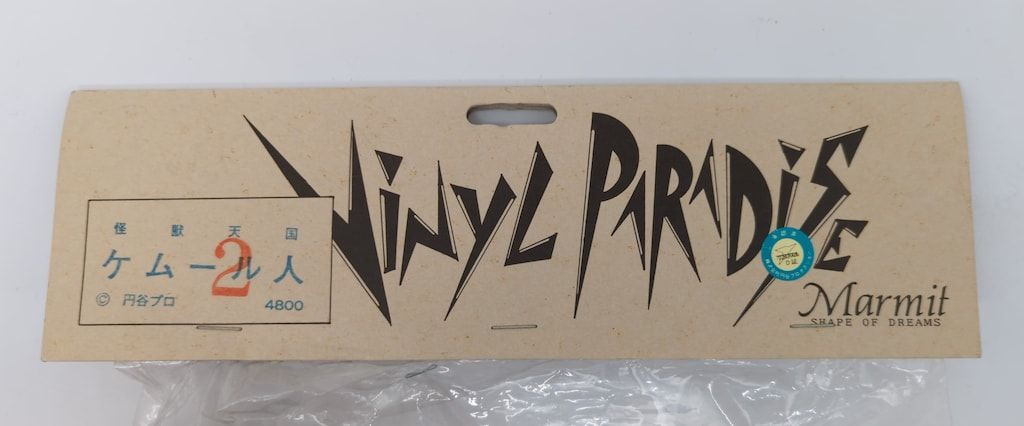 VINYL PARADISE
怪獣天国
ケムール人
2
© 円谷プロ 4800
Marmit
SHAPE OF DREAMS